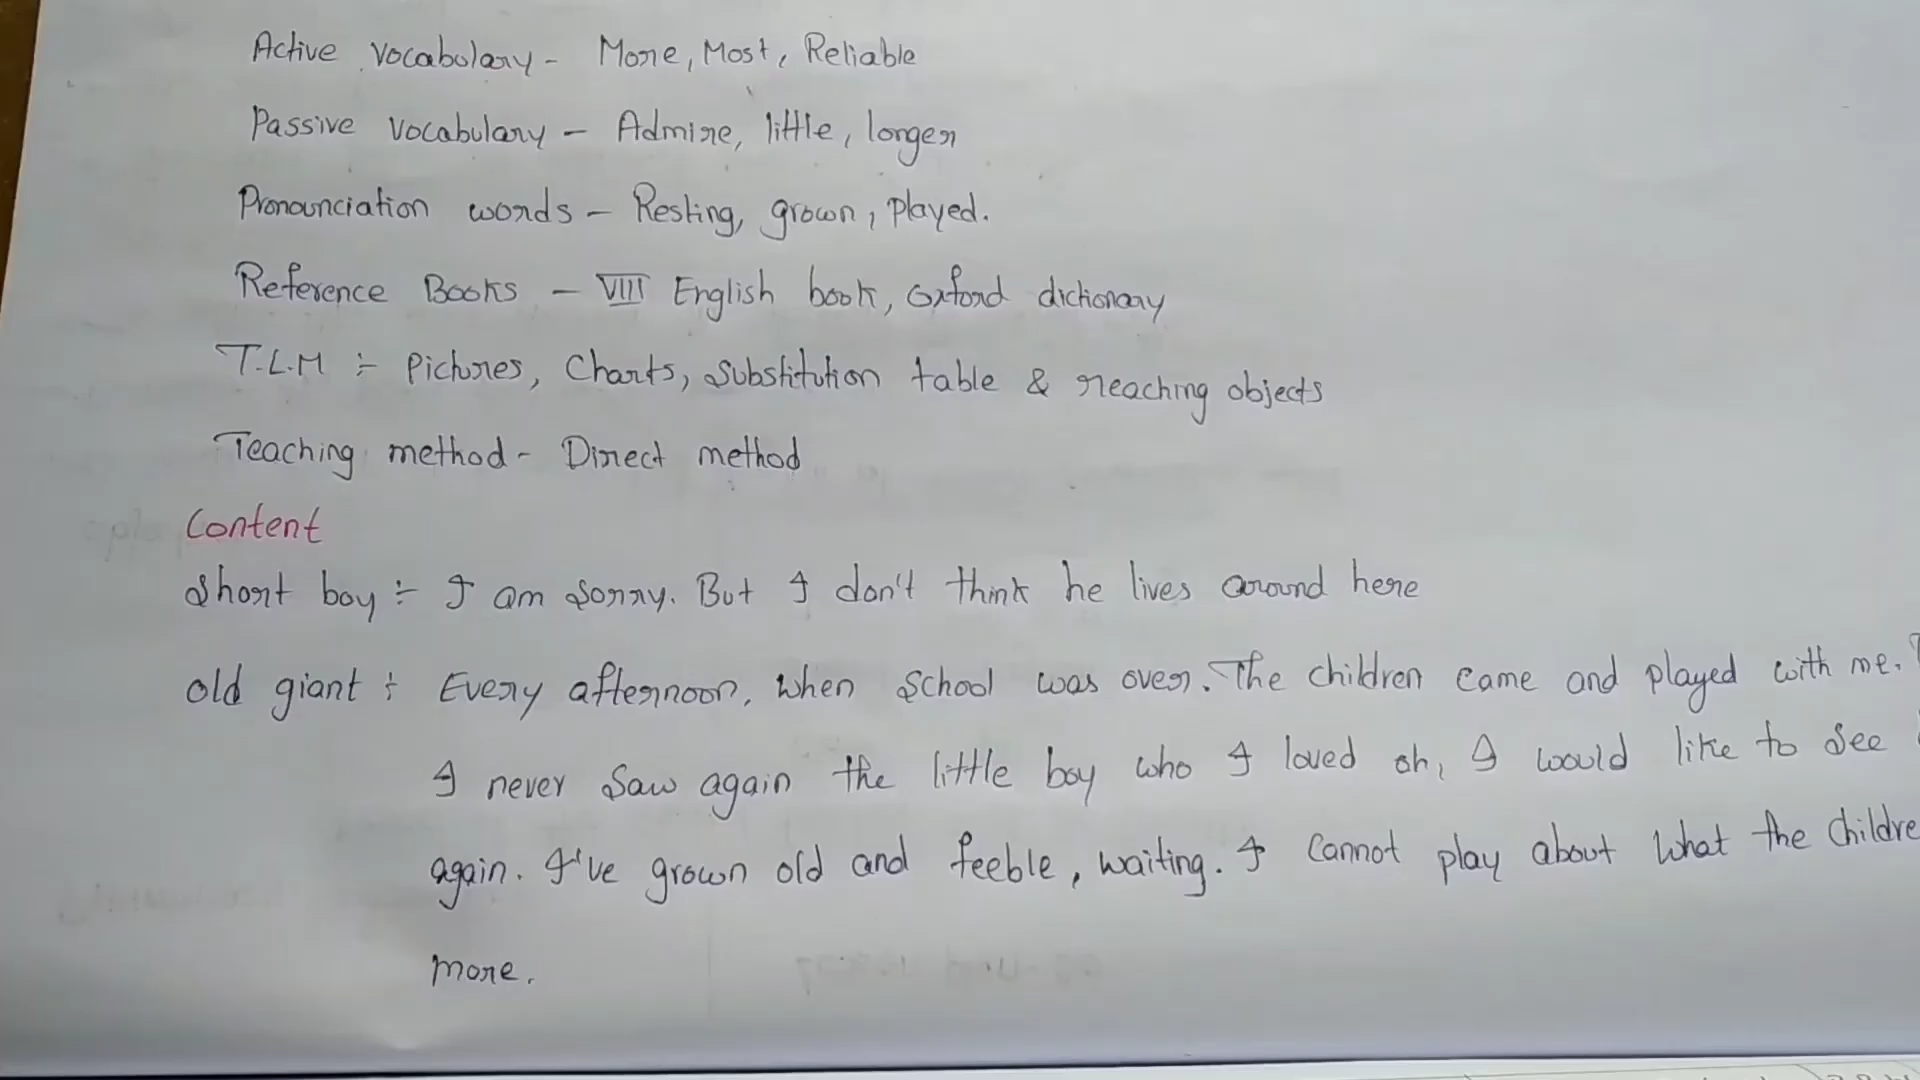 Active vocabulary - More, Most, Reliable
Passive vocabulary - Admire, little, longer
Pronounciation words - Resting, grown, played.
Reference Books - VIII English book, Oxford dictionary
T.L.M :- Pictures, Charts, Substitution table & reaching objects
Teaching method - Direct method
Content
Short boy :- I am sorry. But I don't think he lives around here
old giant :- Every afternoon, when School was over. The children came and played with me.
I never saw again the little boy who I loved oh, I would like to see
again. I've grown old and feeble, waiting. I cannot play about what the childre
more.